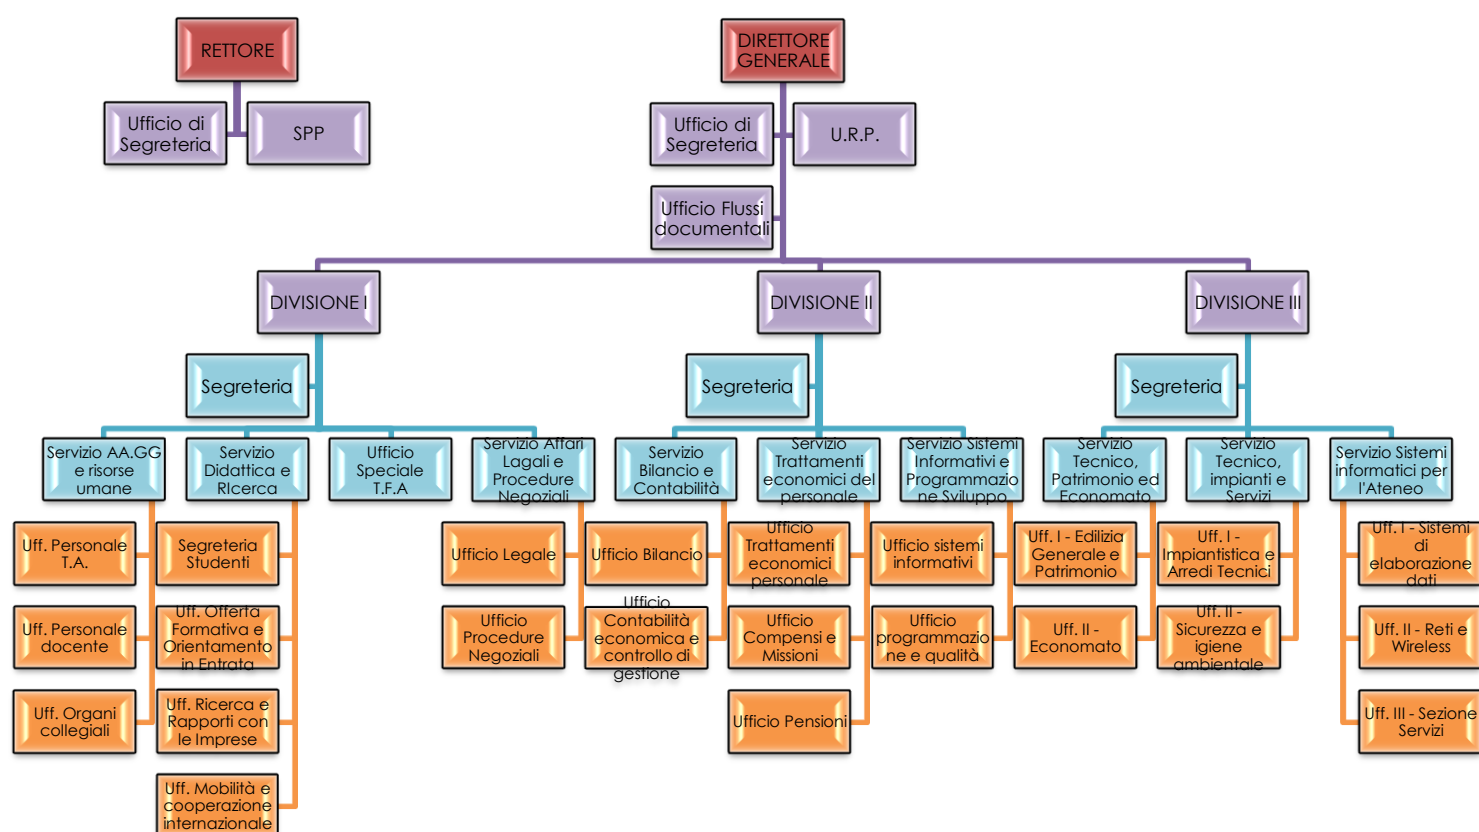 RETTORE
DIRETTORE
GENERALE
Ufficio di
Segreteria
SPP
Ufficio di
Segreteria
U.R.P.
Ufficio Flussi
documentali
DIVISIONE I
DIVISIONE II
DIVISIONE III
Segreteria
Segreteria
Segreteria
Servizio AA.GG
e risorse
umane
Servizio
Didattica e
RIcerca
Ufficio
Speciale
T.F.A
Servizio Affari
Lagali e
Procedure
Negoziali
Servizio
Bilancio e
Contabilità
Servizio
Trattamenti
economici del
personale
Servizio Sistemi
Informativi e
Programmazio
ne Sviluppo
Servizio
Tecnico,
Patrimonio ed
Economato
Servizio
Tecnico,
impianti e
Servizi
Servizio Sistemi
informatici per
l'Ateneo
Uff. Personale
T.A.
Segreteria
Studenti
Ufficio Legale
Ufficio Bilancio
Ufficio
Trattamenti
economici
personale
Ufficio sistemi
informativi
Uff. I - Edilizia
Generale e
Patrimonio
Uff. I -
Impiantistica e
Arredi Tecnici
Uff. I - Sistemi
di
elaborazione
dati
Uff. Personale
docente
Uff. Offerta
Formativa e
Orientamento
in Entrata
Ufficio
Procedure
Negoziali
Ufficio
Contabilità
economica e
controllo di
gestione
Ufficio
Compensi e
Missioni
Ufficio
programmazio
ne e qualità
Uff. II -
Economato
Uff. II -
Sicurezza e
igiene
ambientale
Uff. II - Reti e
Wireless
Uff. Organi
collegiali
Uff. Ricerca e
Rapporti con
le Imprese
Ufficio Pensioni
Uff. III - Sezione
Servizi
Uff. Mobilità e
cooperazione
internazionale